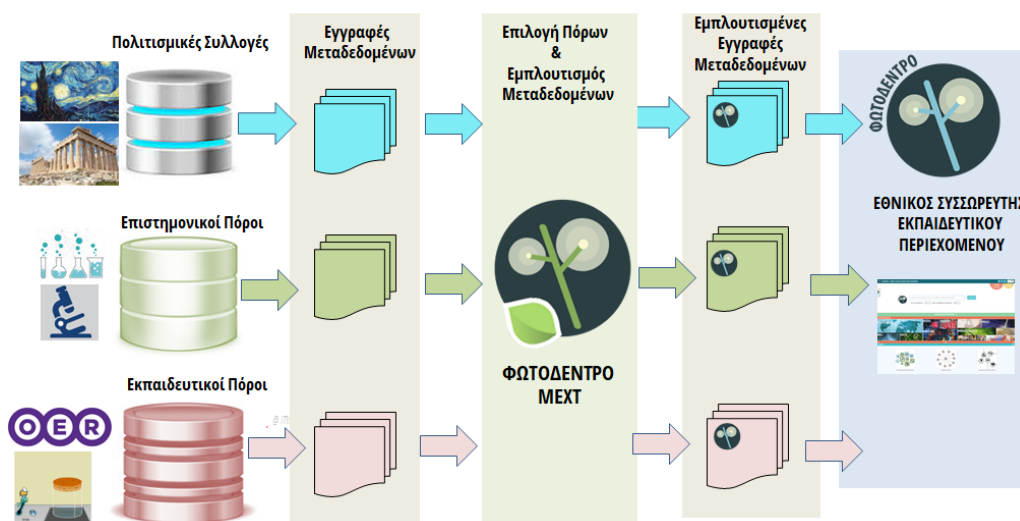 Πολιτισμικές Συλλογές
Εγγραφές
Μεταδεδομένων
Επιλογή Πόρων
&
Εμπλουτισμός
Μεταδεδομένων
Εμπλουτισμένες
Εγγραφές
Μεταδεδομένων
ΦΩΤΟΔΕΝΤΡΟ
ΕΘΝΙΚΟΣ ΣΥΣΣΩΡΕΥΤΗΣ
ΕΚΠΑΙΔΕΥΤΙΚΟΥ
ΠΕΡΙΕΧΟΜΕΝΟΥ
Επιστημονικοί Πόροι
ΦΩΤΟΔΕΝΤΡΟ
MEXT
Εκπαιδευτικοί Πόροι
OER